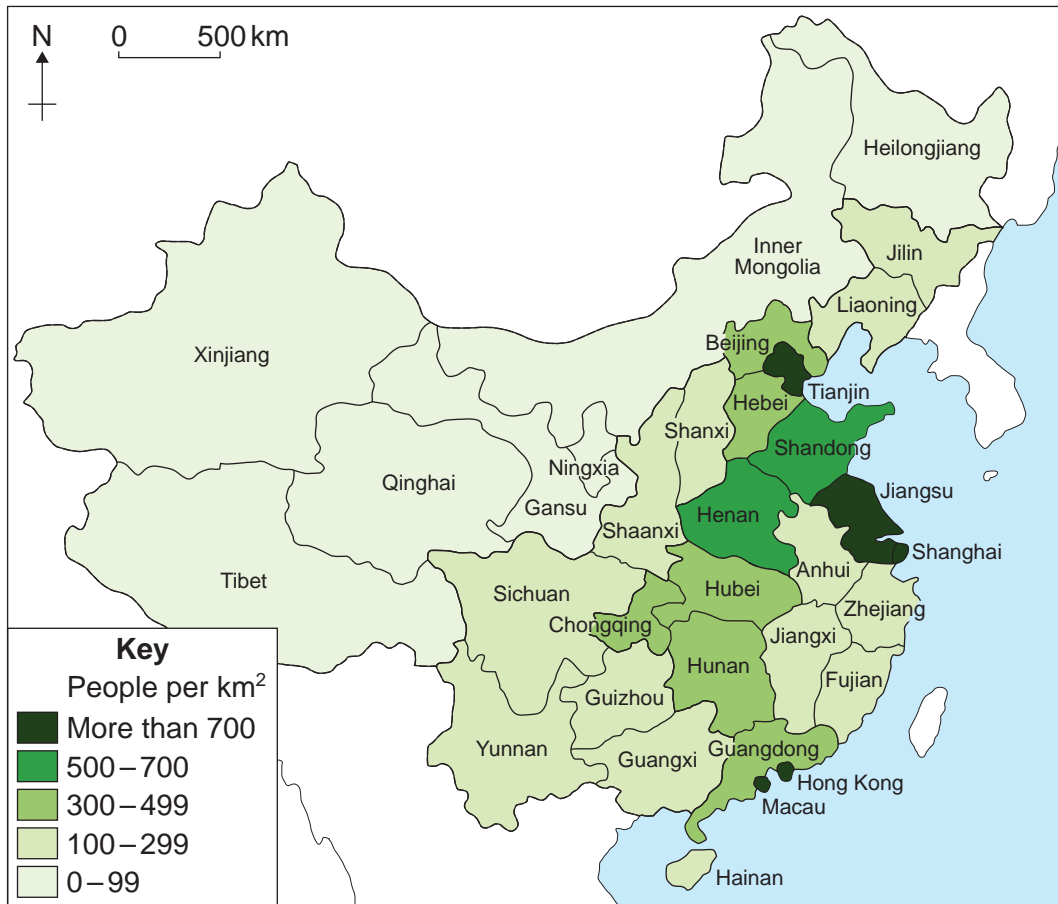 N
0 500 km
Heilongjiang
Inner
Mongolia
Jilin
Liaoning
Xinjiang
Beijing
Tianjin
Hebei
Shanxi
Shandong
Ningxia
Qinghai
Gansu
Jiangsu
Henan
Shaanxi
Shanghai
Anhui
Tibet
Sichuan
Hubei
Zhejiang
Chongqing
Jiangxi
Hunan
Fujian
Guizhou
Yunnan
Guangxi
Guangdong
Hong Kong
Macau
Hainan
Key
People per km²
More than 700
500–700
300–499
100–299
0–99